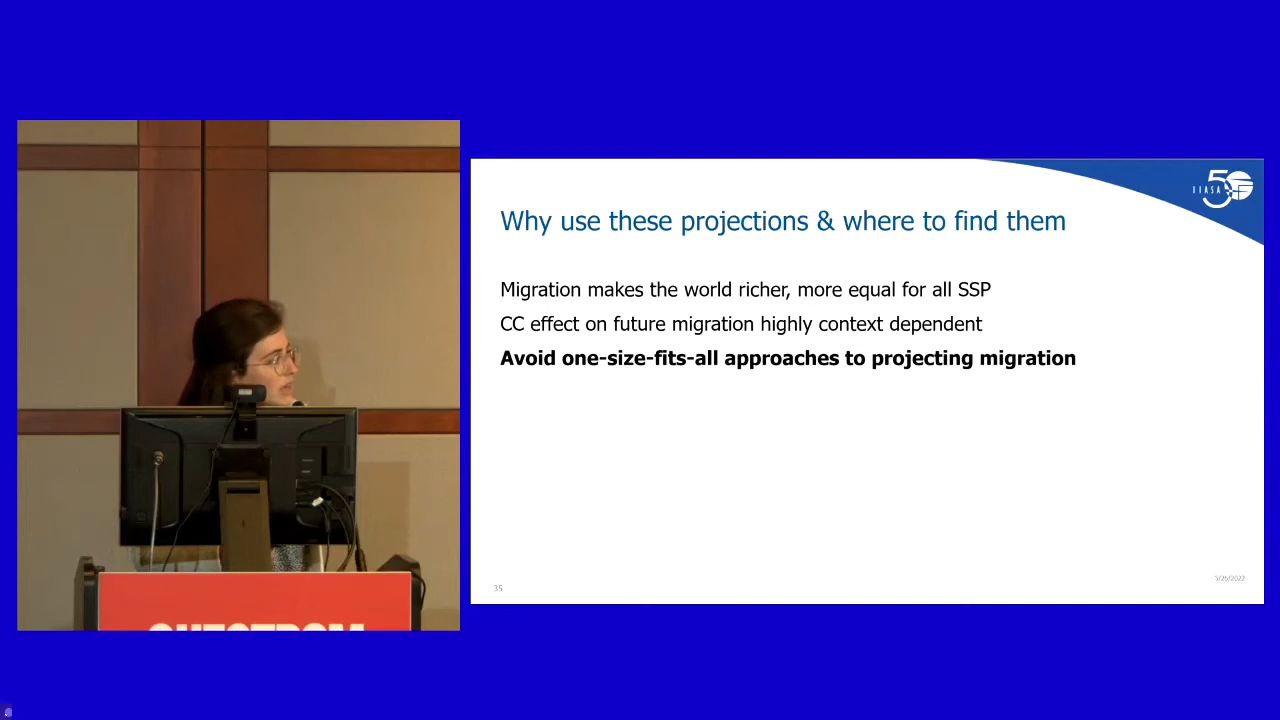 IIASA 50
Why use these projections & where to find them
Migration makes the world richer, more equal for all SSP
CC effect on future migration highly context dependent
Avoid one-size-fits-all approaches to projecting migration
5/26/2022
35